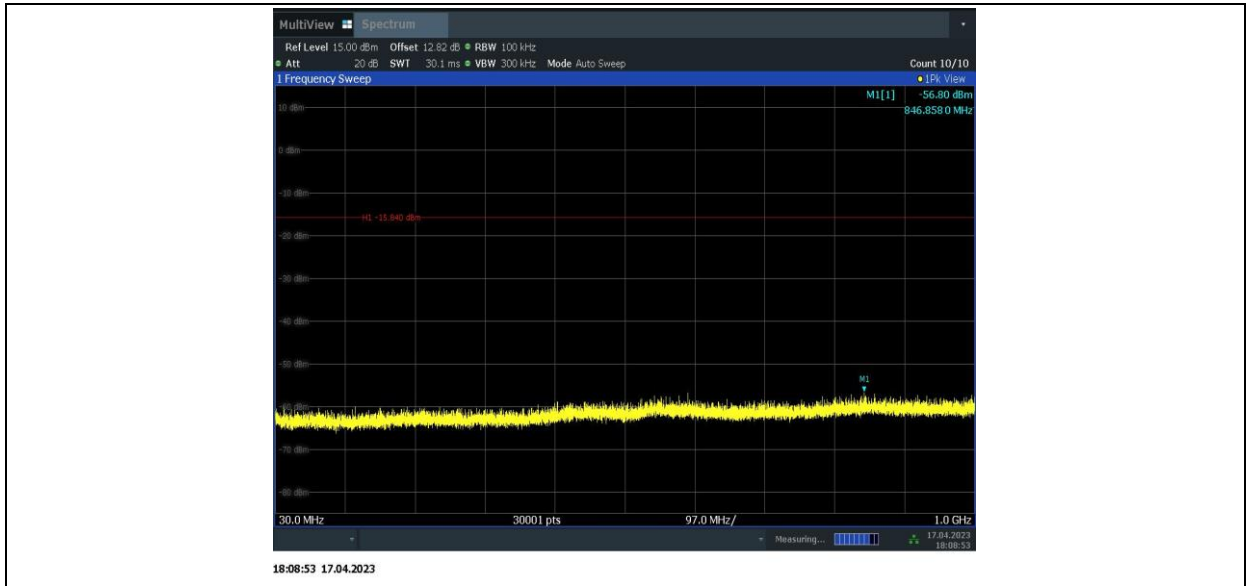 MultiView Spectrum
Ref Level 15.00 dBm Offset 12.82 dB RBW 100 kHz
Att 20 dB SWT 30.1 ms VBW 300 kHz Mode Auto Sweep Count 10/10
1 Frequency Sweep 1Pk View
M1[1] -56.80 dBm
846.8580 MHz
10 dBm
0 dBm
-10 dBm
H1 -15.840 dBm
-20 dBm
-30 dBm
-40 dBm
-50 dBm
M1
-60 dBm
-70 dBm
-80 dBm
30.0 MHz 30001 pts 97.0 MHz/ 1.0 GHz
Measuring... 17.04.2023
18:08:53
18:08:53 17.04.2023